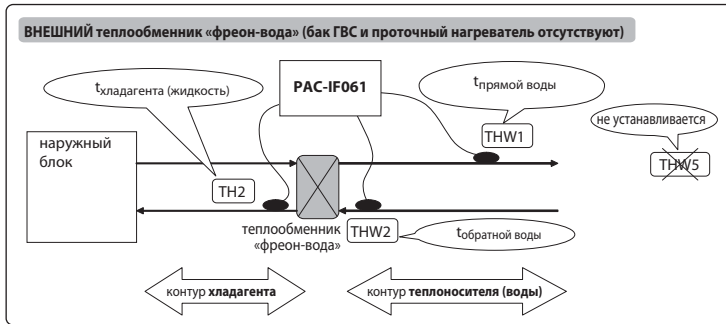 ВНЕШНИЙ теплообменник «фреон-вода» (бак ГВС и проточный нагреватель отсутствуют)
tхладагента (жидкость)
PAC-IF061
tпрямой воды
не устанавливается
наружный
блок
THW1
THW5
TH2
теплообменник
«фреон-вода»
THW2
tобратной воды
контур хладагента
контур теплоносителя (воды)